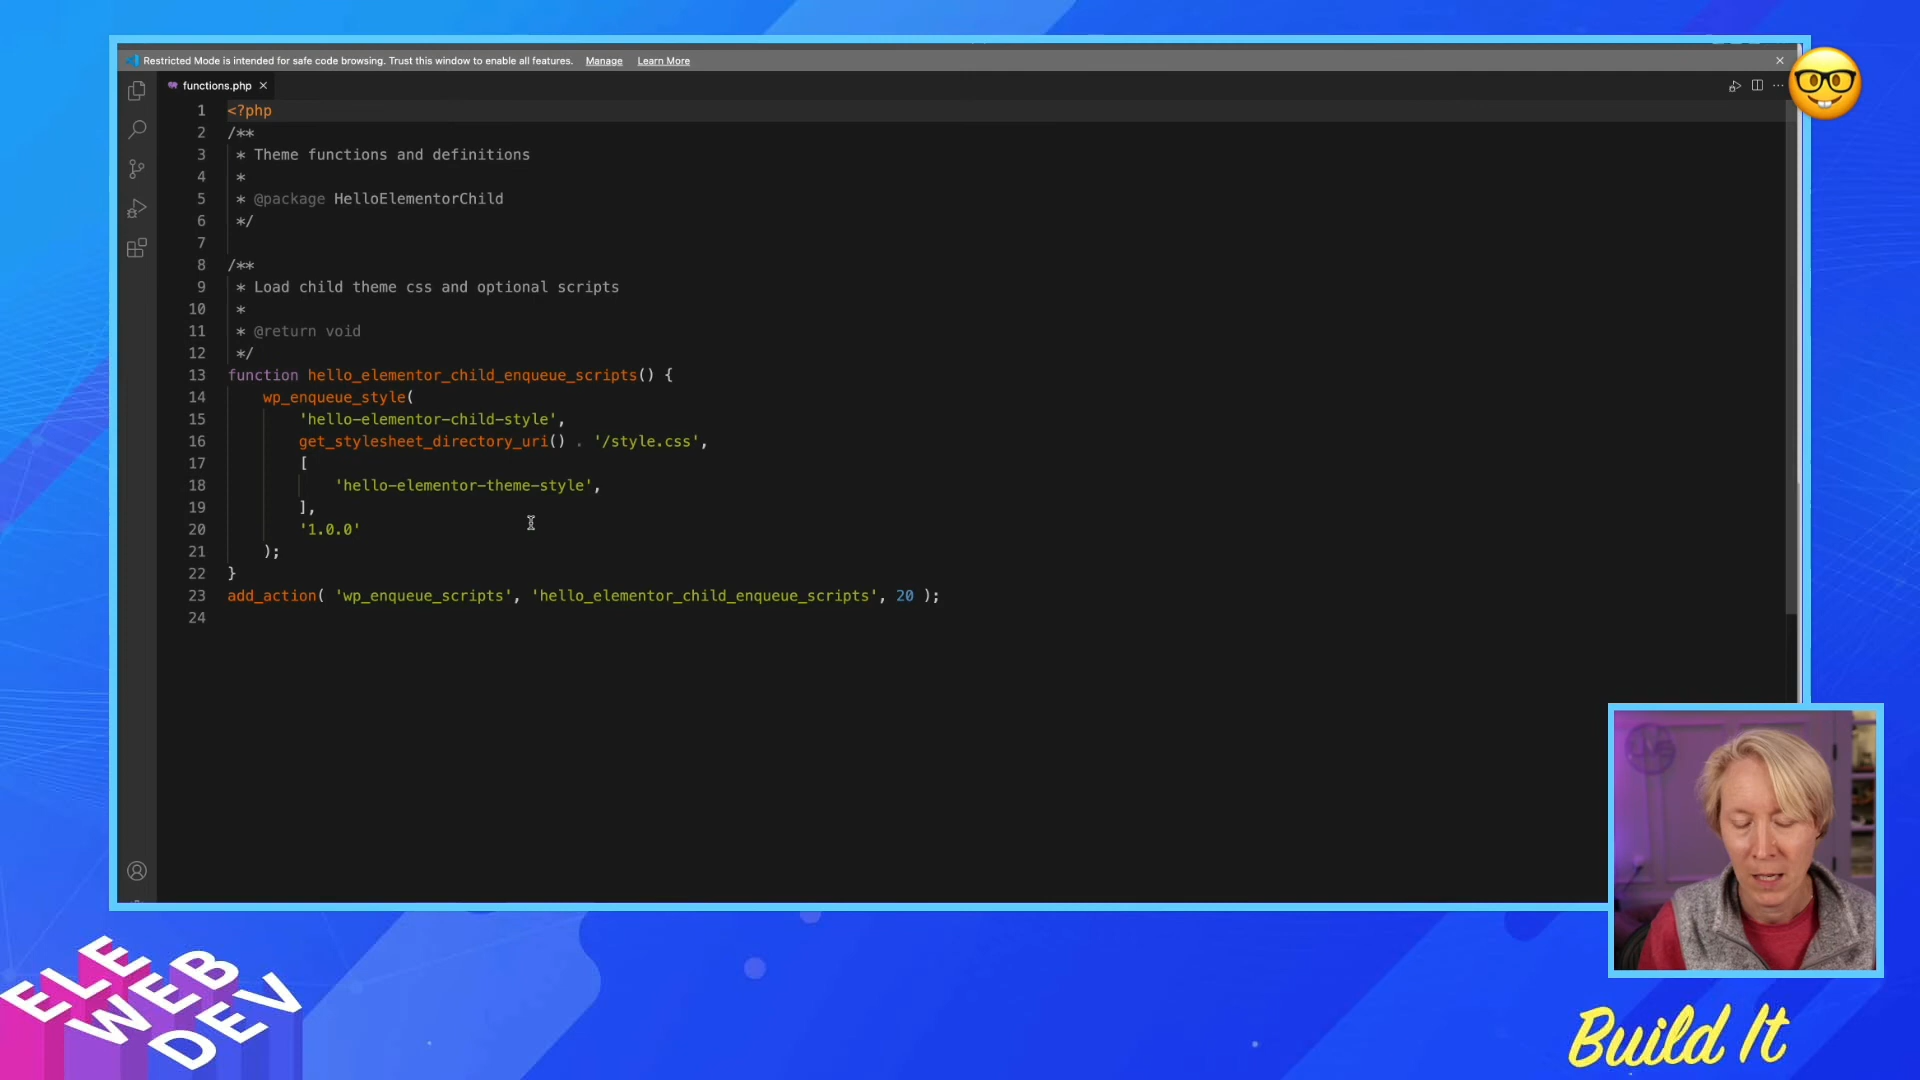 Restricted Mode is intended for safe code browsing. Trust this window to enable all features. Manage Learn More
functions.php
1 <?php
2 /**
3 * Theme functions and definitions
4 *
5 * @package HelloElementorChild
6 */
7
8 /**
9 * Load child theme css and optional scripts
10 *
11 * @return void
12 */
13 function hello_elementor_child_enqueue_scripts() {
14 wp_enqueue_style(
15 'hello-elementor-child-style',
16 get_stylesheet_directory_uri() . '/style.css',
17 [
18 'hello-elementor-theme-style',
19 ],
20 '1.0.0'
21 );
22 }
23 add_action( 'wp_enqueue_scripts', 'hello_elementor_child_enqueue_scripts', 20 );
24
ELE
WEB
DEV
Build It